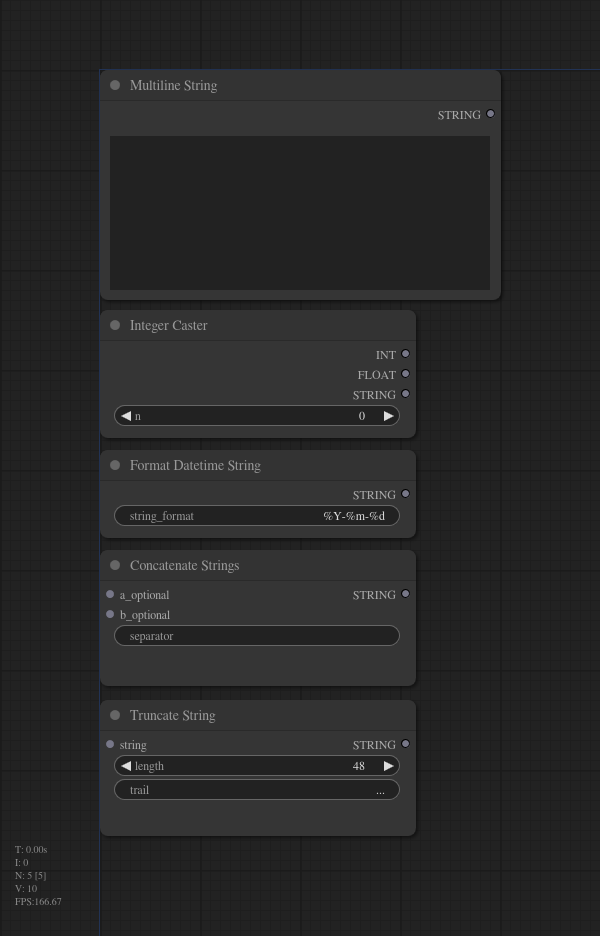 Multiline String
STRING
Integer Caster
INT
FLOAT
STRING
n 0
Format Datetime String
STRING
string_format %Y-%m-%d
Concatenate Strings
a_optional STRING
b_optional
separator
Truncate String
string STRING
length 48
trail ...
T: 0.00s
I: 0
N: 5 [5]
V: 10
FPS:166.67